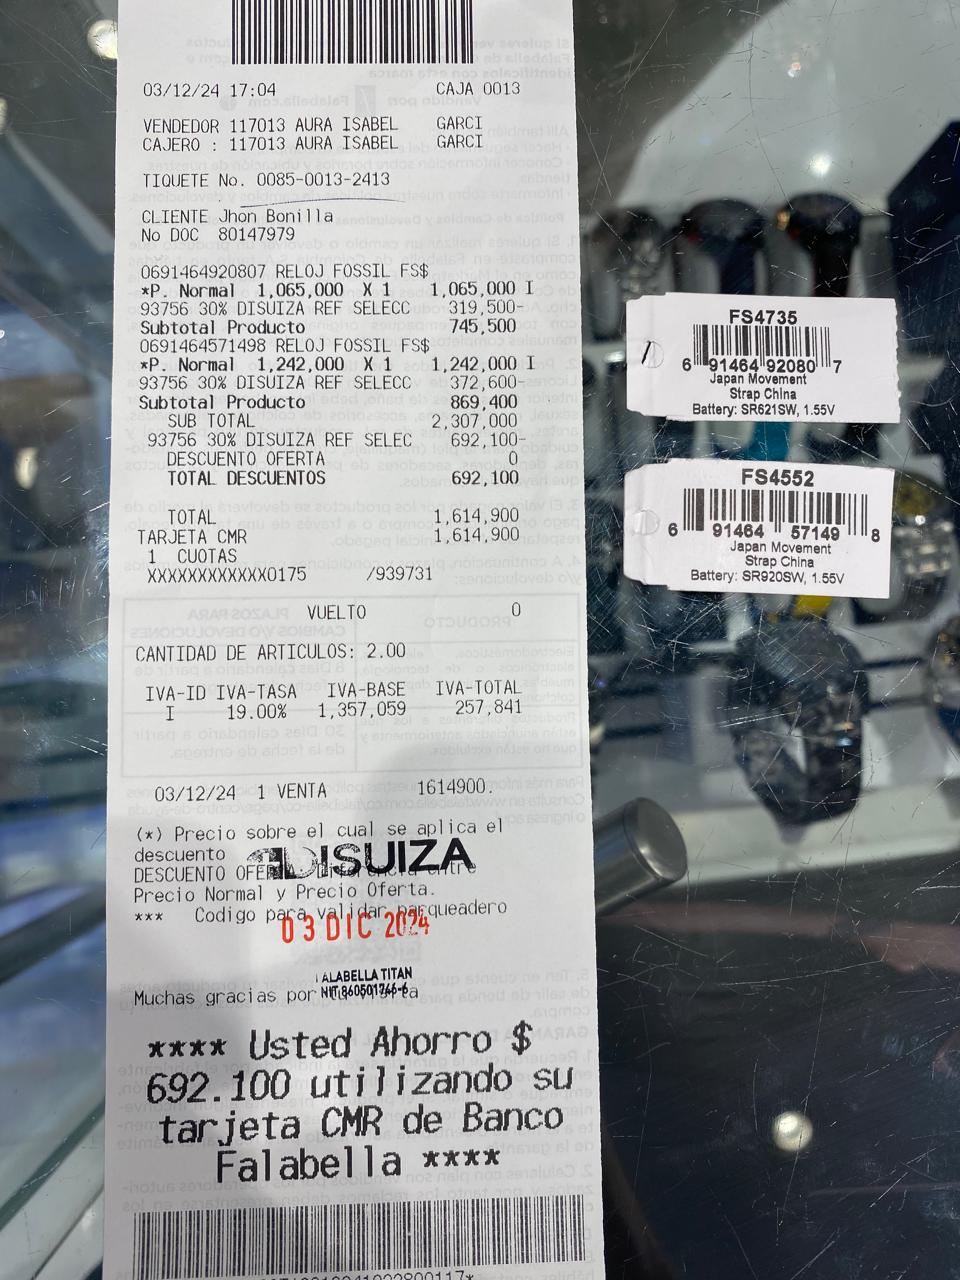 03/12/24 17:04 CAJA 0013
VENDEDOR 117013 AURA ISABEL GARCI
CAJERO : 117013 AURA ISABEL GARCI
TIQUETE No. 0085-0013-2413
CLIENTE Jhon Bonilla
No DOC 80147979
0691464920807 RELOJ FOSSIL FS$
*P. Normal 1,065,000 X 1 1,065,000 I
93756 30% DISUIZA REF SELECC 319,500-
Subtotal Producto 745,500
0691464571498 RELOJ FOSSIL FS$
*P. Normal 1,242,000 X 1 1,242,000 I
93756 30% DISUIZA REF SELECC 372,600-
Subtotal Producto 869,400
SUB TOTAL 2,307,000
93756 30% DISUIZA REF SELEC 692,100-
DESCUENTO OFERTA 0
TOTAL DESCUENTOS 692,100
TOTAL 1,614,900
TARJETA CMR 1,614,900
1 CUOTAS
XXXXXXXXXXXX0175 /939731
VUELTO 0
CANTIDAD DE ARTICULOS: 2.00
IVA-ID IVA-TASA IVA-BASE IVA-TOTAL
I 19.00% 1,357,059 257,841
03/12/24 1 VENTA 1614900.
(*) Precio sobre el cual se aplica el
descuento
DISUIZA
DESCUENTO entre
Precio Normal y Precio Oferta.
*** Codigo para validar parqueadero
03 DIC 2024
ALABELLA TITAN
NIT.860501746-6
Muchas gracias por
**** Usted Ahorro $
692.100 utilizando su
tarjeta CMR de Banco
Falabella ****
FS4735
6 91464 92080 7
Japan Movement
Strap China
Battery: SR621SW, 1.55V
FS4552
6 91464 57149 8
Japan Movement
Strap China
Battery: SR920SW, 1.55V